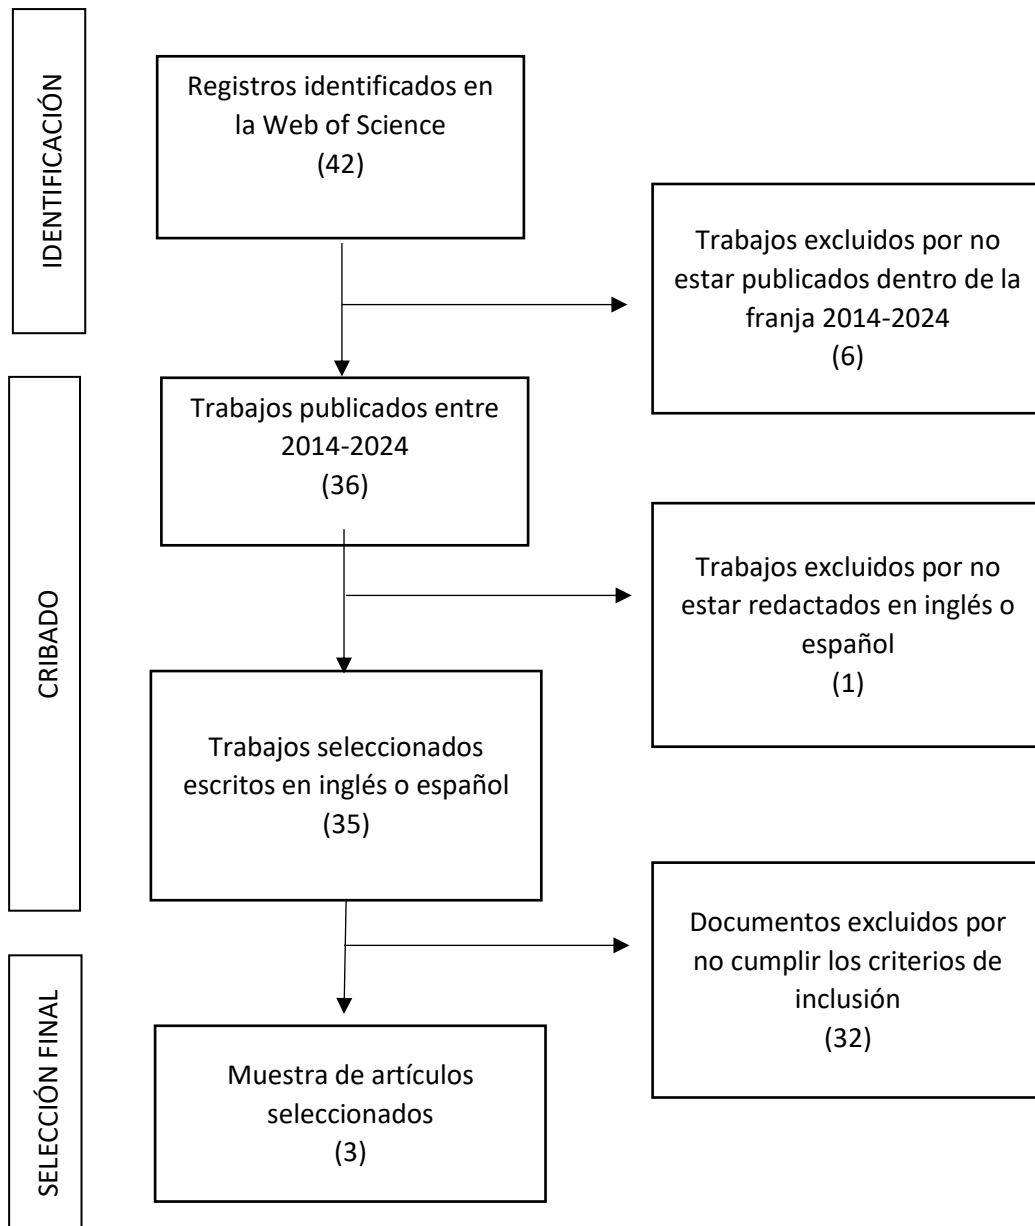 IDENTIFICACIÓN
Registros identificados en
la Web of Science
(42)
Trabajos excluidos por no
estar publicados dentro de la
franja 2014-2024
(6)
CRIBADO
Trabajos publicados entre
2014-2024
(36)
Trabajos excluidos por no
estar redactados en inglés o
español
(1)
Trabajos seleccionados
escritos en inglés o español
(35)
Documentos excluidos por
no cumplir los criterios de
inclusión
(32)
SELECCIÓN FINAL
Muestra de artículos
seleccionados
(3)